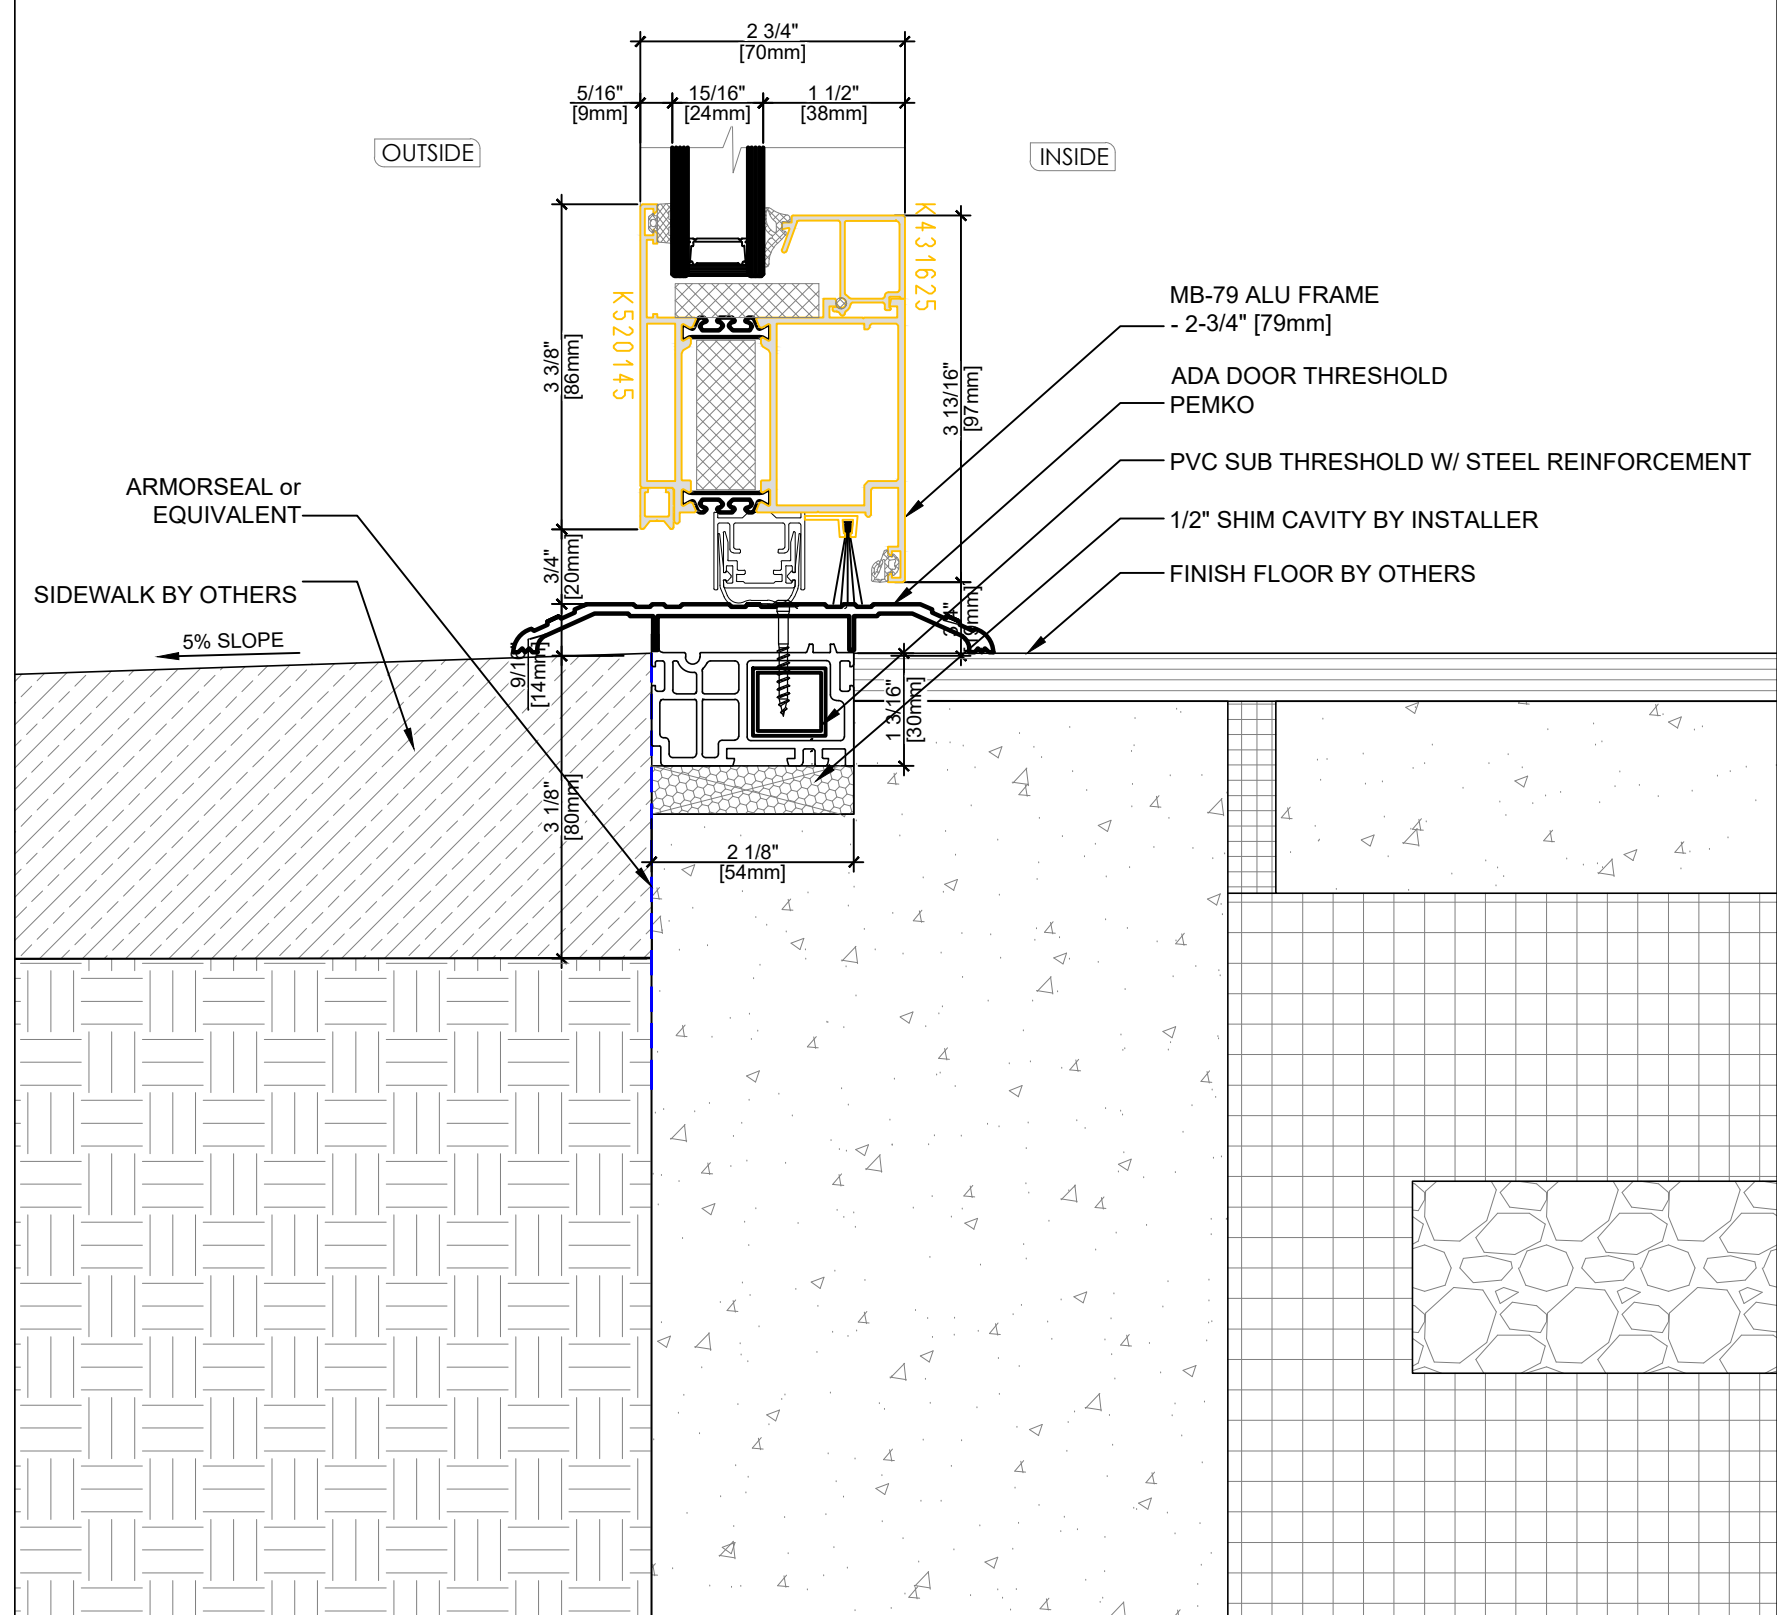 2 3/4"
[70mm]
5/16"
[9mm]
15/16"
[24mm]
1 1/2"
[38mm]
OUTSIDE
INSIDE
K431625
K520145
3 3/8"
[86mm]
3 13/16"
[97mm]
MB-79 ALU FRAME
- 2-3/4" [79mm]
ADA DOOR THRESHOLD
PEMKO
PVC SUB THRESHOLD W/ STEEL REINFORCEMENT
1/2" SHIM CAVITY BY INSTALLER
FINISH FLOOR BY OTHERS
ARMORSEAL or
EQUIVALENT
SIDEWALK BY OTHERS
5% SLOPE
3/4"
[20mm]
9/16"
[14mm]
1 3/16"
[30mm]
3 1/8"
[80mm]
2 1/8"
[54mm]